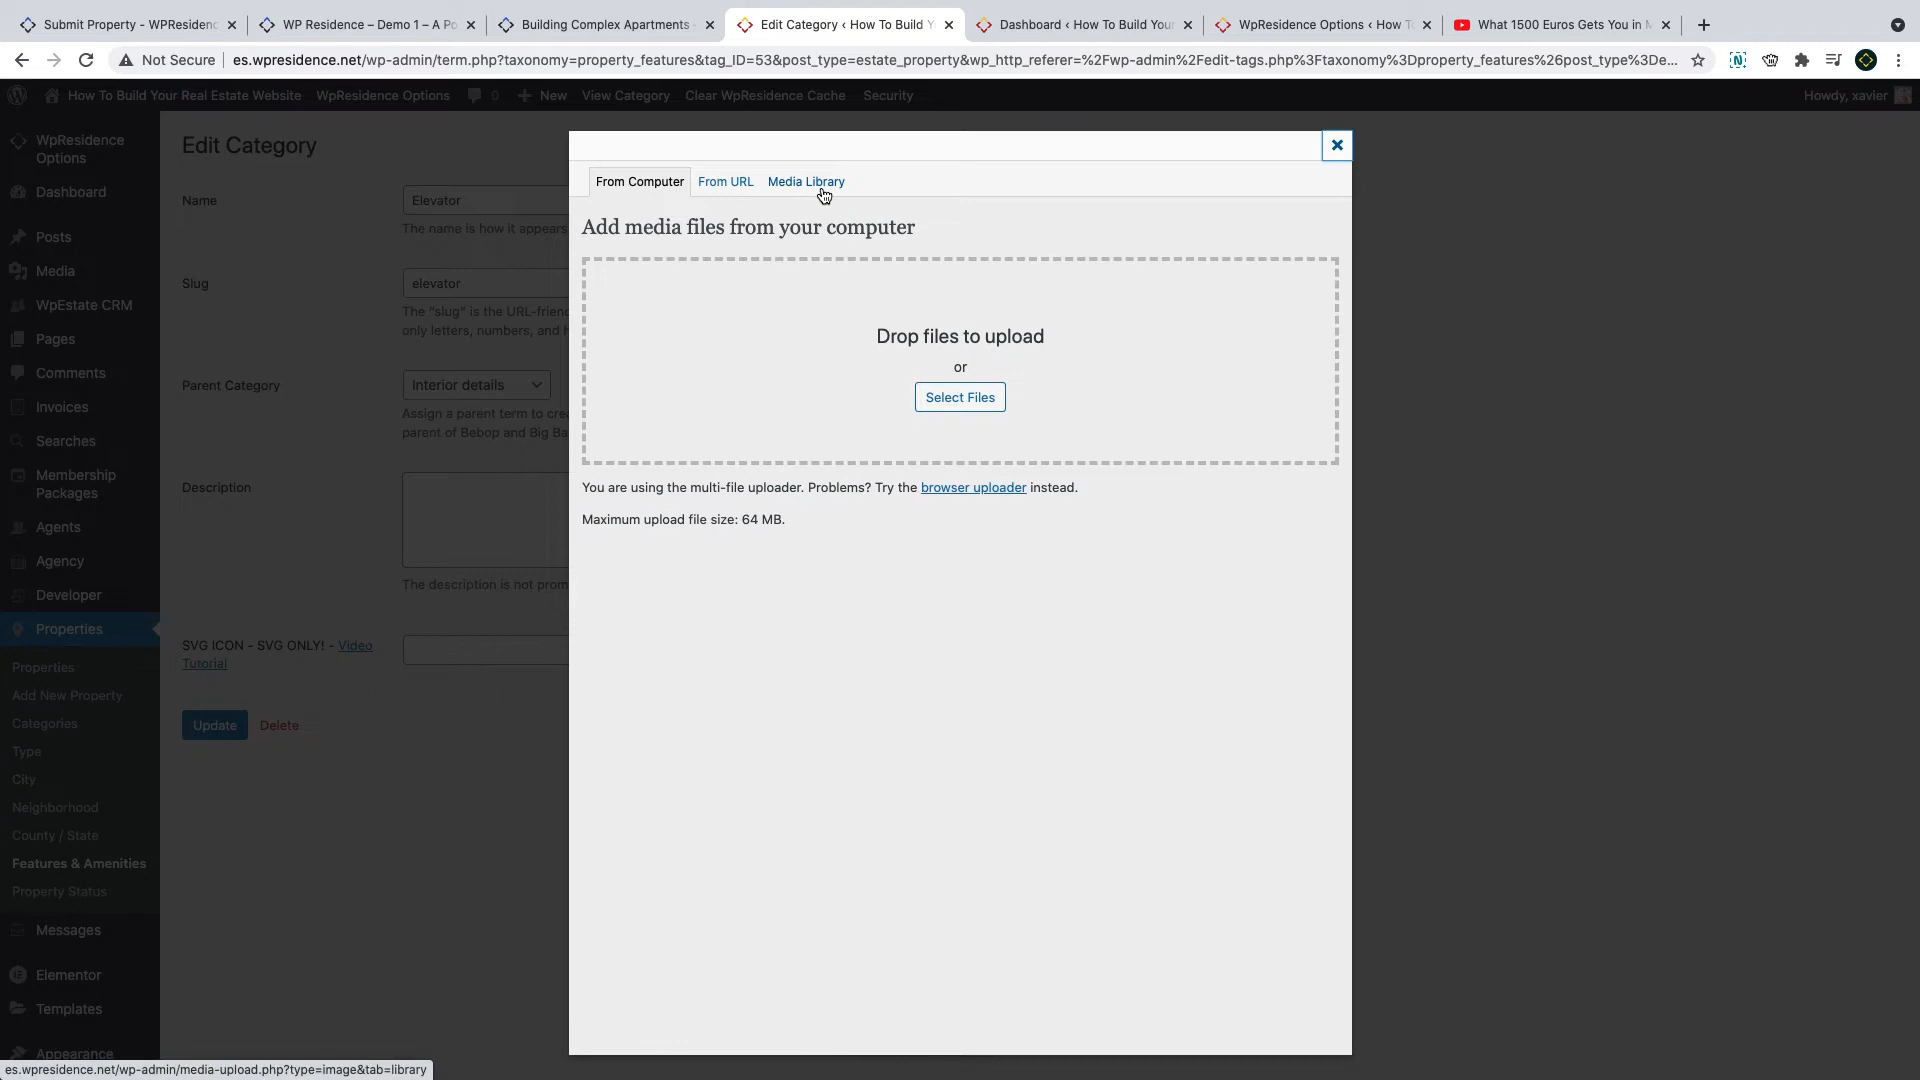 Submit Property - WPResidenc
WP Residence – Demo 1 – A Po
Building Complex Apartments -
Edit Category ‹ How To Build Y
Dashboard ‹ How To Build Your
WpResidence Options ‹ How T
What 1500 Euros Gets You in M
Not Secure
es.wpresidence.net/wp-admin/term.php?taxonomy=property_features&tag_ID=53&post_type=estate_property&wp_http_referer=%2Fwp-admin%2Fedit-tags.php%3Ftaxonomy%3Dproperty_features%26post_type%3De...
How To Build Your Real Estate Website
WpResidence Options
0
New
View Category
Clear WpResidence Cache
Security
Howdy, xavier
WpResidence
Options
Dashboard
Posts
Media
WpEstate CRM
Pages
Comments
Invoices
Searches
Membership
Packages
Agents
Agency
Developer
Properties
Properties
Add New Property
Categories
Type
City
Neighborhood
County / State
Features & Amenities
Property Status
Messages
Elementor
Templates
Appearance
Edit Category
Name
Elevator
The name is how it appears
Slug
elevator
The "slug" is the URL-frien
only letters, numbers, and h
Parent Category
Interior details
Assign a parent term to cre
parent of Bebop and Big Ba
Description
The description is not prom
SVG ICON - SVG ONLY! - Video
Tutorial
Update
Delete
From Computer
From URL
Media Library
Add media files from your computer
Drop files to upload
or
Select Files
You are using the multi-file uploader. Problems? Try the browser uploader instead.
Maximum upload file size: 64 MB.
es.wpresidence.net/wp-admin/media-upload.php?type=image&tab=library